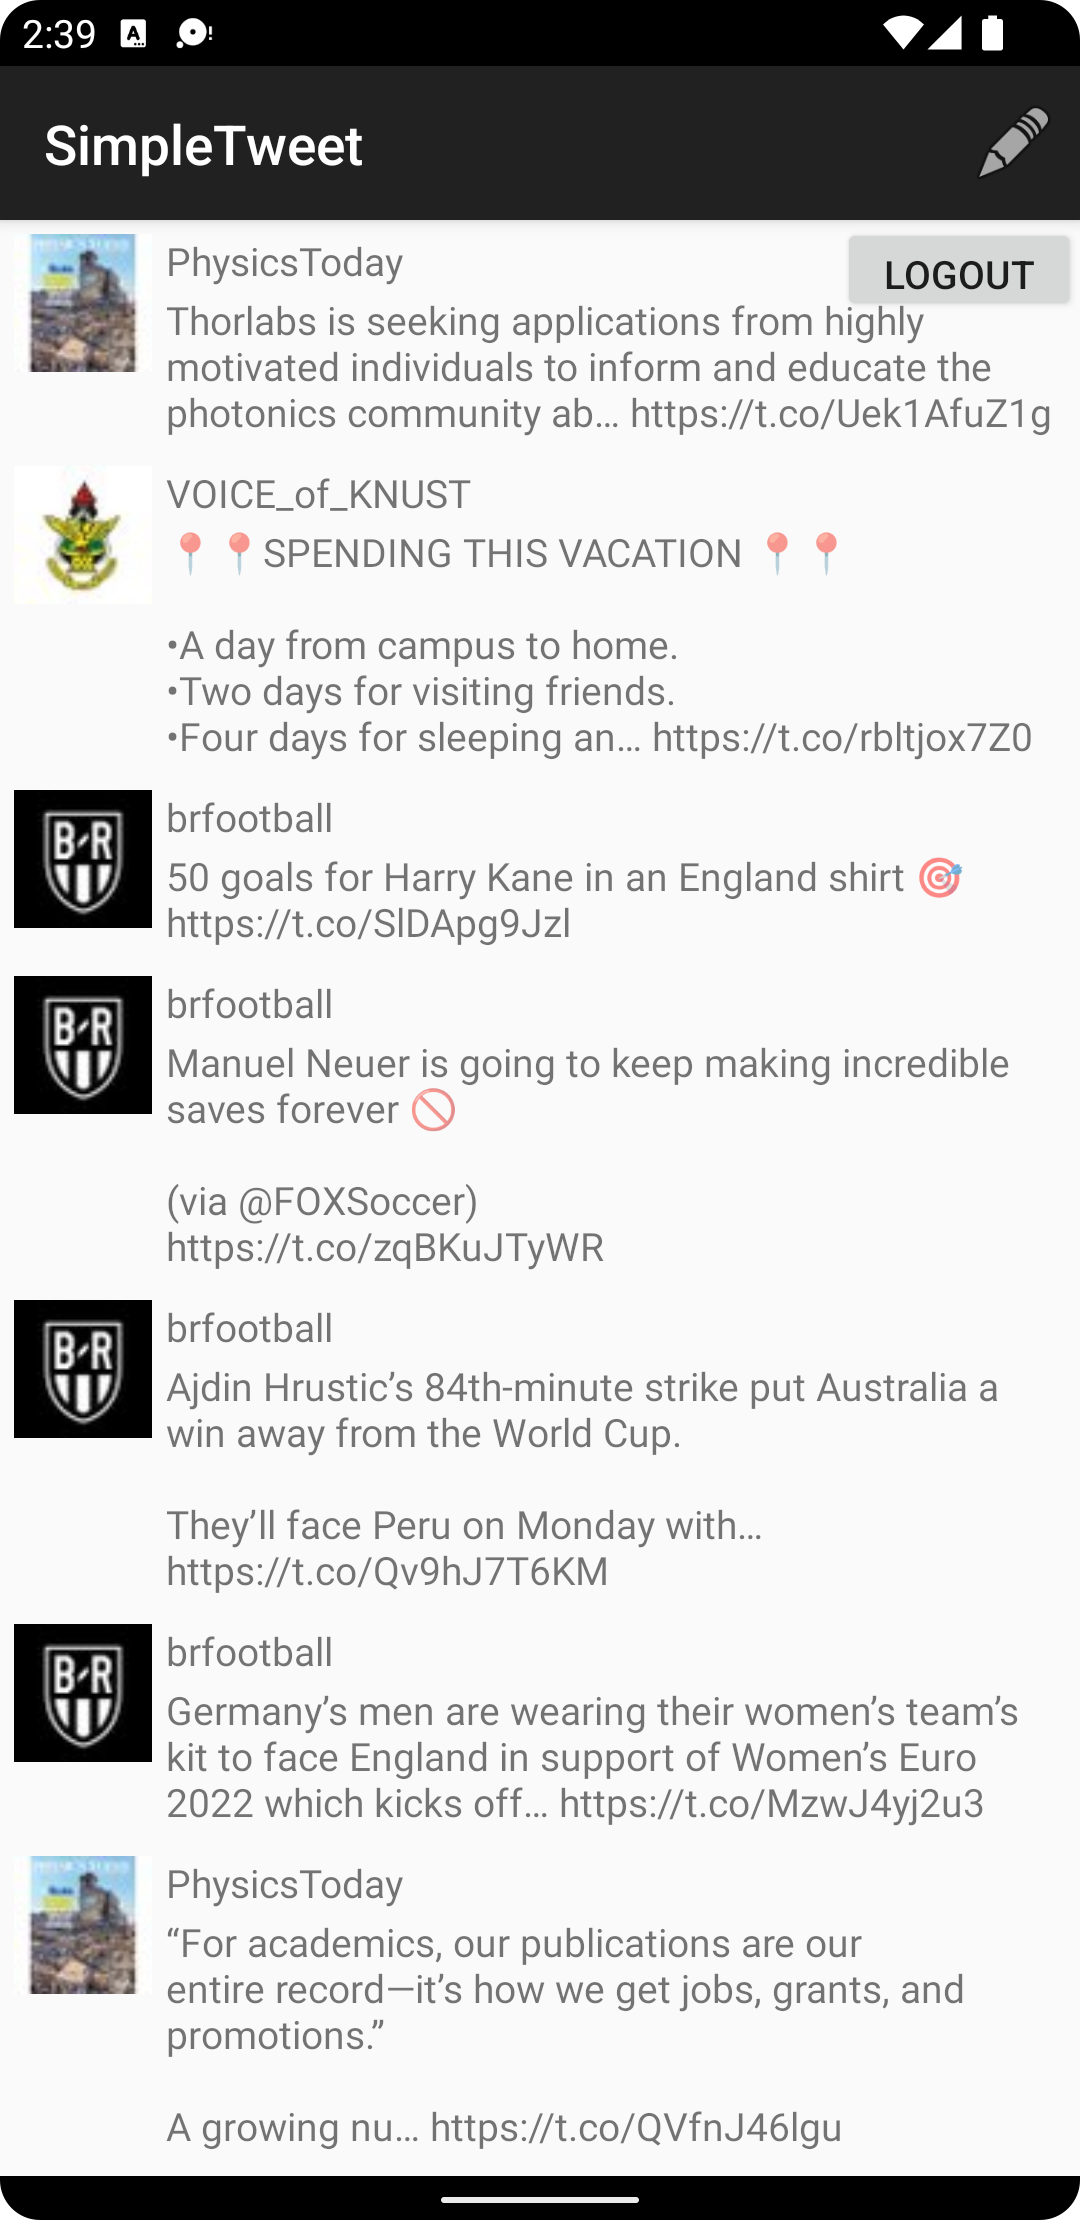 2:39
SimpleTweet
PhysicsToday
LOGOUT
Thorlabs is seeking applications from highly
motivated individuals to inform and educate the
photonics community ab… https://t.co/Uek1AfuZ1g
VOICE_of_KNUST
📍📍SPENDING THIS VACATION 📍📍
•A day from campus to home.
•Two days for visiting friends.
•Four days for sleeping an… https://t.co/rbltjox7Z0
B/R
brfootball
50 goals for Harry Kane in an England shirt 🎯
https://t.co/SlDApg9Jzl
B/R
brfootball
Manuel Neuer is going to keep making incredible
saves forever 🚫
(via @FOXSoccer)
https://t.co/zqBKuJTyWR
B/R
brfootball
Ajdin Hrustic’s 84th-minute strike put Australia a
win away from the World Cup.
They’ll face Peru on Monday with…
https://t.co/Qv9hJ7T6KM
B/R
brfootball
Germany’s men are wearing their women’s team’s
kit to face England in support of Women’s Euro
2022 which kicks off… https://t.co/MzwJ4yj2u3
PhysicsToday
“For academics, our publications are our
entire record—it’s how we get jobs, grants, and
promotions.”
A growing nu… https://t.co/QVfnJ46lgu